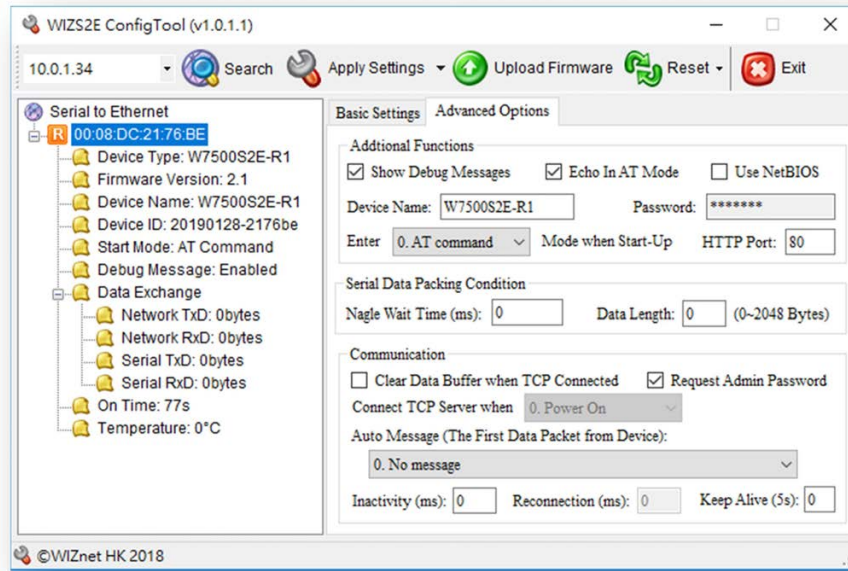 WIZS2E ConfigTool (v1.0.1.1)
10.0.1.34 Search Apply Settings Upload Firmware Reset Exit
Serial to Ethernet
R 00:08:DC:21:76:BE
Device Type: W7500S2E-R1
Firmware Version: 2.1
Device Name: W7500S2E-R1
Device ID: 20190128-2176be
Start Mode: AT Command
Debug Message: Enabled
Data Exchange
Network TxD: 0bytes
Network RxD: 0bytes
Serial TxD: 0bytes
Serial RxD: 0bytes
On Time: 77s
Temperature: 0°C
Basic Settings Advanced Options
Addtional Functions
Show Debug Messages Echo In AT Mode Use NetBIOS
Device Name: W7500S2E-R1 Password: *******
Enter 0. AT command Mode when Start-Up HTTP Port: 80
Serial Data Packing Condition
Nagle Wait Time (ms): 0 Data Length: 0 (0~2048 Bytes)
Communication
Clear Data Buffer when TCP Connected Request Admin Password
Connect TCP Server when 0. Power On
Auto Message (The First Data Packet from Device):
0. No message
Inactivity (ms): 0 Reconnection (ms): 0 Keep Alive (5s): 0
©WIZnet HK 2018